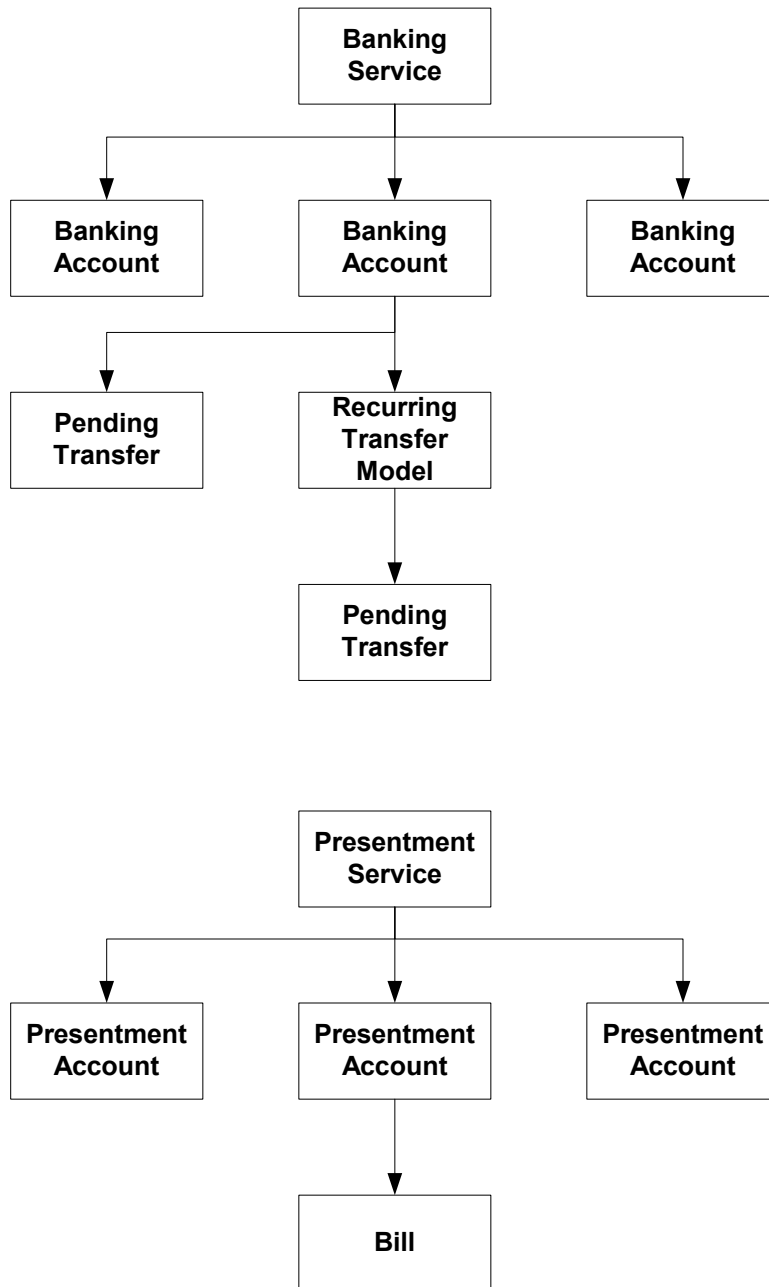 Banking
Service
Banking
Account
Banking
Account
Banking
Account
Pending
Transfer
Recurring
Transfer
Model
Pending
Transfer
Presentment
Service
Presentment
Account
Presentment
Account
Presentment
Account
Bill